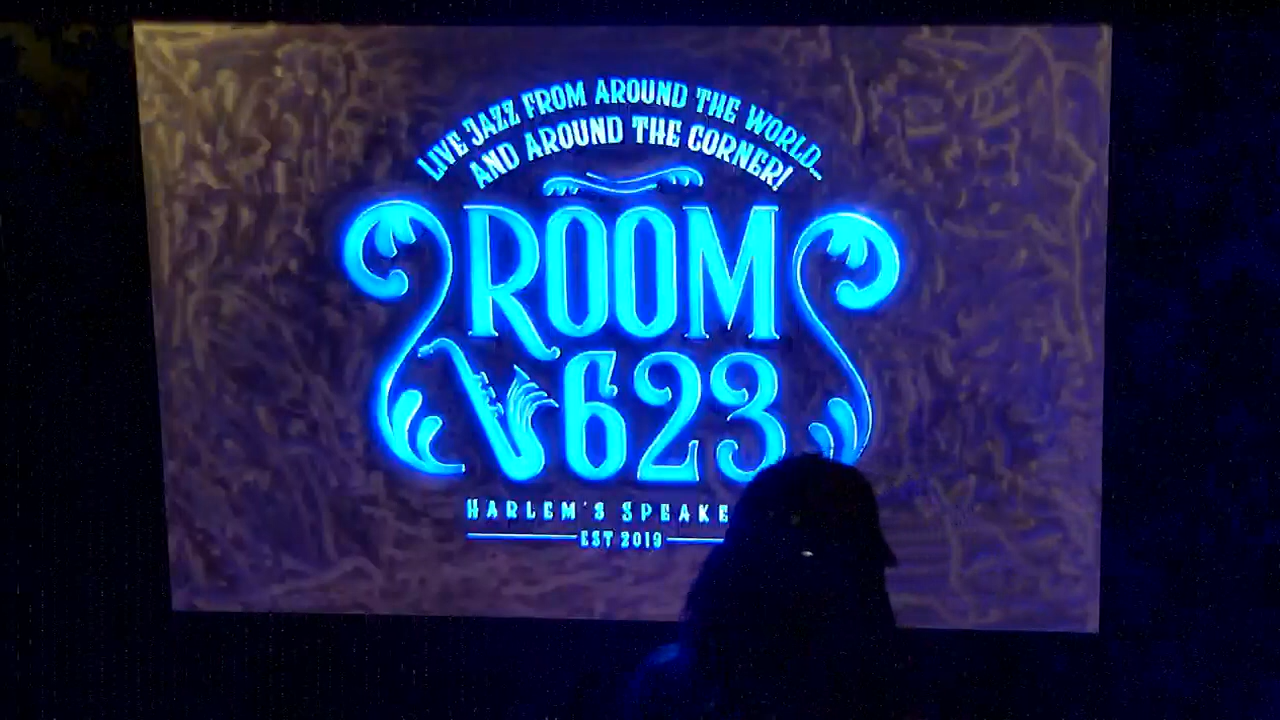 LIVE JAZZ FROM AROUND THE WORLD...
AND AROUND THE CORNER!
ROOM
623
HARLEM'S SPEAKE
EST 2019